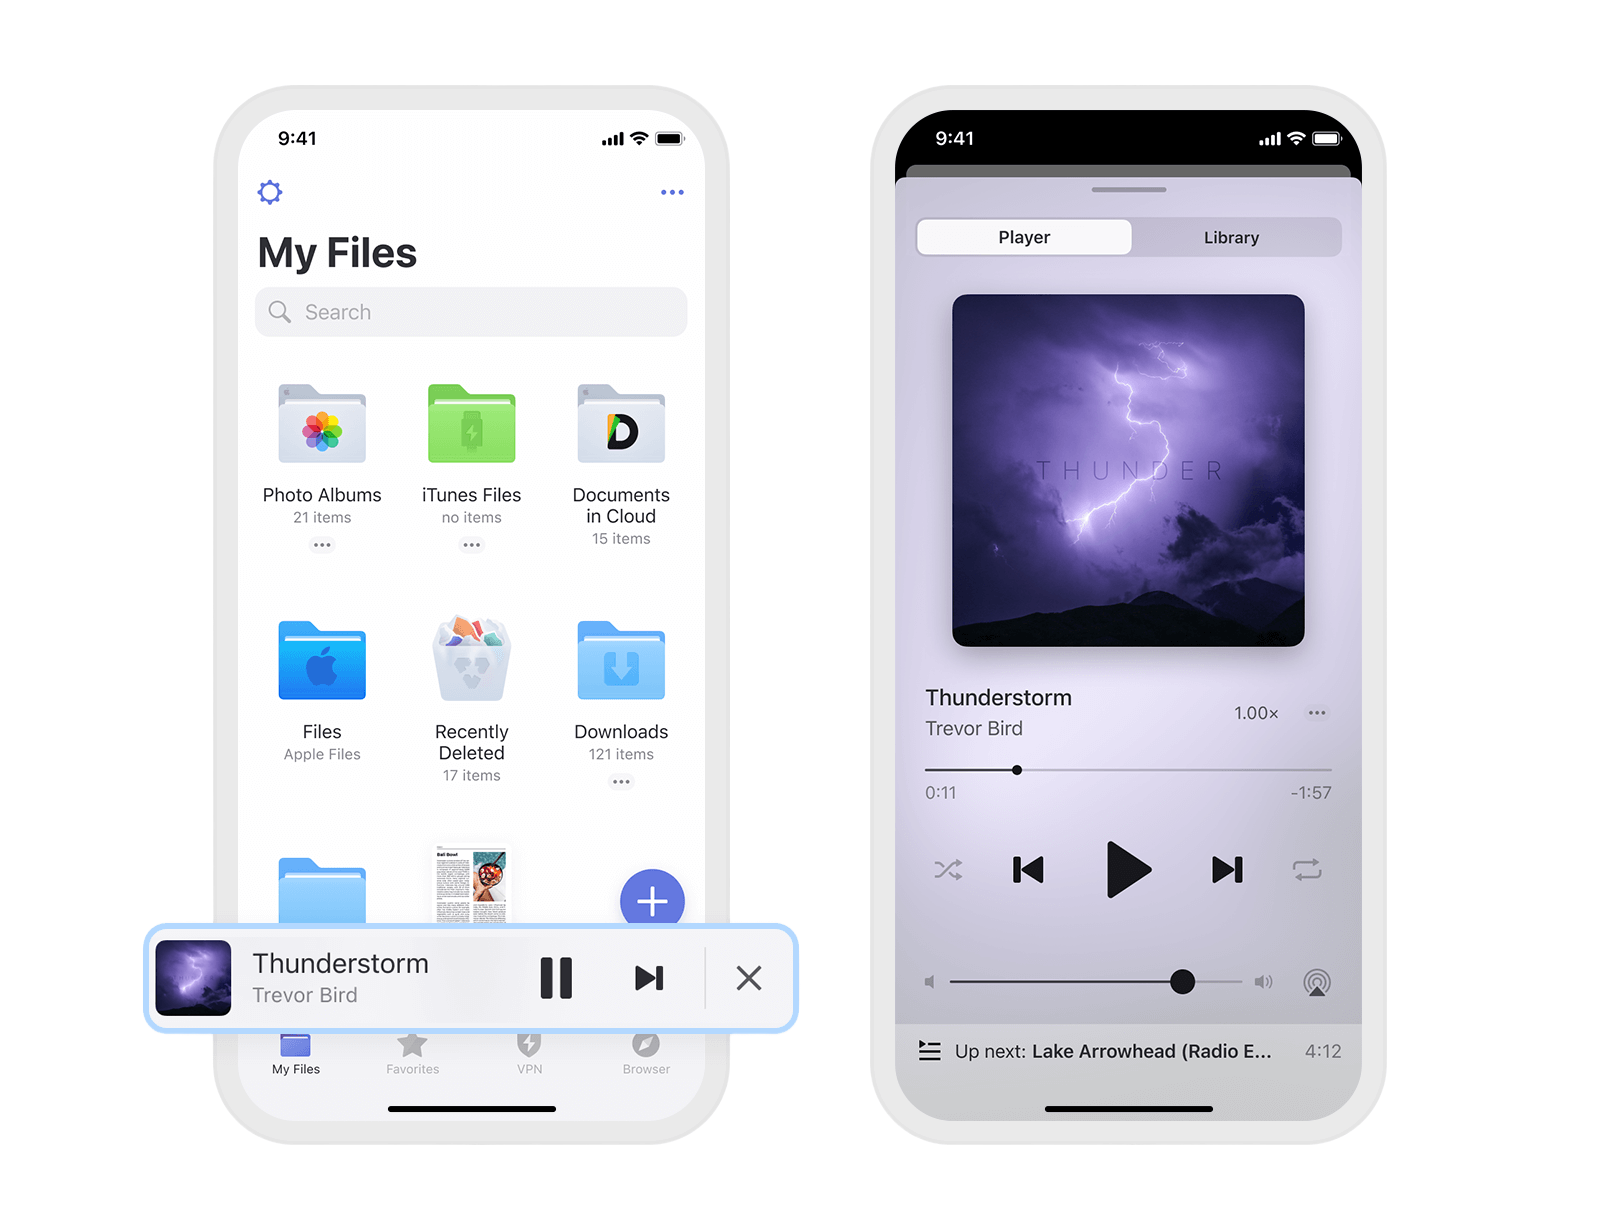 9:41
My Files
Search
Photo Albums
21 items
iTunes Files
no items
Documents
in Cloud
15 items
Files
Apple Files
Recently
Deleted
17 items
Downloads
121 items
Bali Bowl
Thunderstorm
Trevor Bird
My Files
Favorites
VPN
Browser
9:41
Player
Library
THUNDER
Thunderstorm
Trevor Bird
1.00×
0:11
-1:57
Up next: Lake Arrowhead (Radio E...
4:12